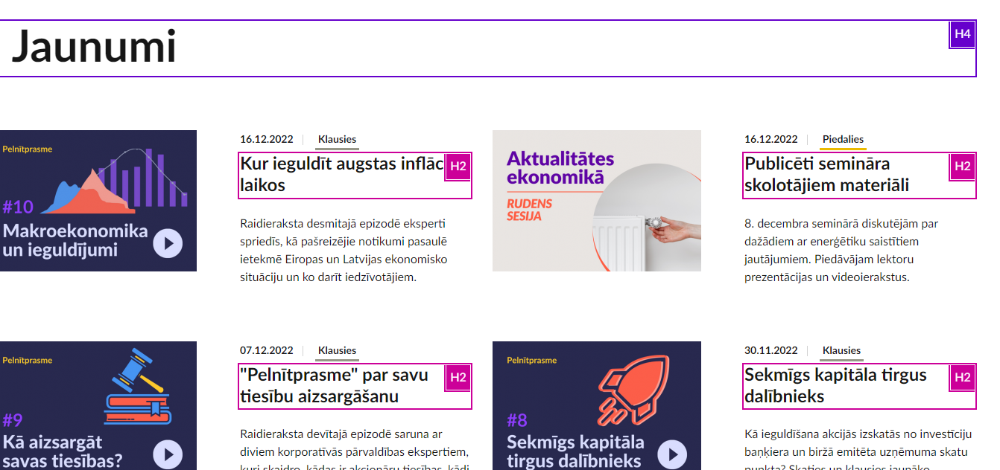 Jaunumi
H4
Pelnītprasme
#10
Makroekonomika
un ieguldījumi
16.12.2022
Klausies
Kur ieguldīt augstas inflāc
H2
laikos
Raidieraksta desmitajā epizodē eksperti
spriedīs, kā pašreizējie notikumi pasaulē
ietekmē Eiropas un Latvijas ekonomisko
situāciju un ko darīt iedzīvotājiem.
Aktualitātes
ekonomikā
RUDENS
SESIJA
16.12.2022
Piedalies
Publicēti semināra
H2
skolotājiem materiāli
8. decembra seminārā diskutējām par
dažādiem ar enerģētiku saistītiem
jautājumiem. Piedāvājam lektoru
prezentācijas un videoierakstus.
Pelnītprasme
#9
Kā aizsargāt
savas tiesības?
07.12.2022
Klausies
"Pelnītprasme" par savu
H2
tiesību aizsargāšanu
Raidieraksta devītajā epizodē saruna ar
diviem korporatīvās pārvaldības ekspertiem,
kuri skaidro, kādas ir akcionāru tiesības, kādi
Pelnītprasme
#8
Sekmīgs kapitāla
tirgus dalībnieks
30.11.2022
Klausies
Sekmīgs kapitāla tirgus
H2
dalībnieks
Kā ieguldīšana akcijās izskatās no investīciju
baņķiera un biržā emitēta uzņēmuma skatu
punkta? Skaties un klausies jaunāko